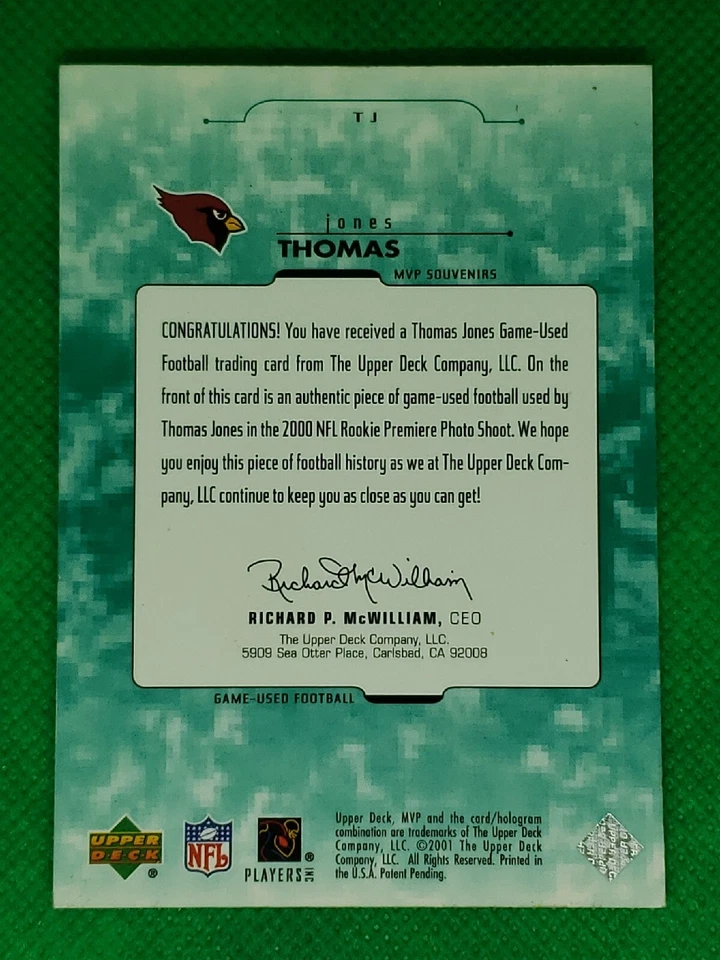 TJ
jones
THOMAS
MVP SOUVENIRS
CONGRATULATIONS! You have received a Thomas Jones Game-Used
Football trading card from The Upper Deck Company, LLC. On the
front of this card is an authentic piece of game-used football used by
Thomas Jones in the 2000 NFL Rookie Premiere Photo Shoot. We hope
you enjoy this piece of football history as we at The Upper Deck Com-
pany, LLC continue to keep you as close as you can get!
Richard McWilliam
RICHARD P. McWILLIAM, CEO
The Upper Deck Company, LLC.
5909 Sea Otter Place, Carlsbad, CA 92008
GAME-USED FOOTBALL
UPPER
DECK
®
NFL
PLAYERS INC ®
Upper Deck, MVP and the card/hologram
combination are trademarks of The Upper Deck
Company, LLC. ©2001 The Upper Deck
Company, LLC. All Rights Reserved. Printed in
the U.S.A. Patent Pending.